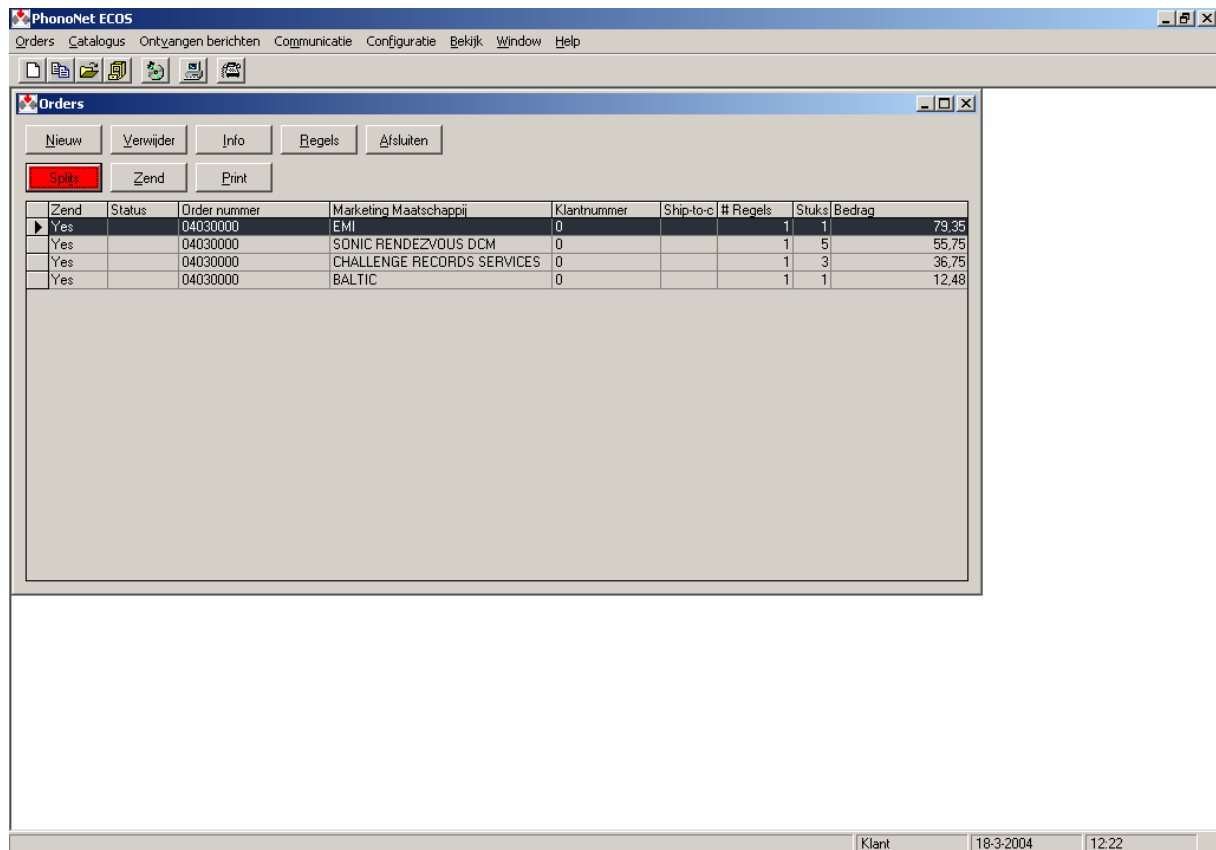 PhonoNet ECOS
Orders Catalogus Ontvangen berichten Communicatie Configuratie Bekijk Window Help
Orders
Nieuw Verwijder Info Regels Afsluiten
Splits Zend Print
Zend Status Order nummer Marketing Maatschappij Klantnummer Ship-to-c # Regels Stuks Bedrag
Yes 04030000 EMI 0 1 1 79,35
Yes 04030000 SONIC RENDEZVOUS DCM 0 1 5 55,75
Yes 04030000 CHALLENGE RECORDS SERVICES 0 1 3 36,75
Yes 04030000 BALTIC 0 1 1 12,48
Klant 18-3-2004 12:22